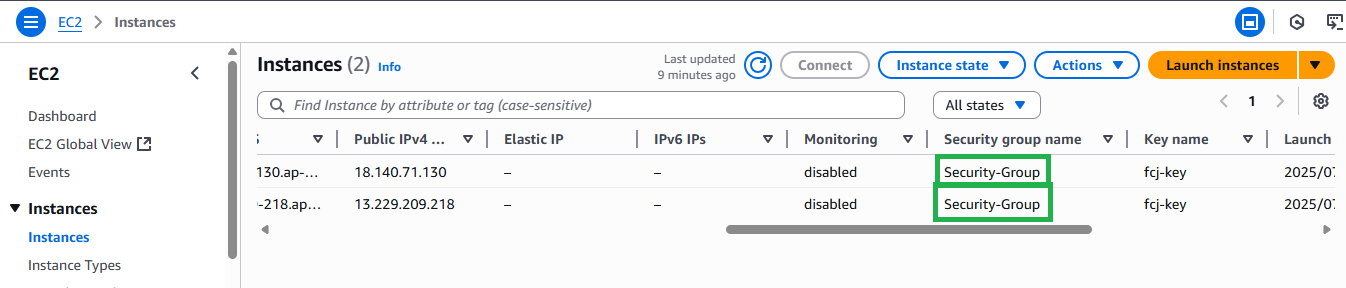 EC2 > Instances
EC2
Dashboard
EC2 Global View
Events
Instances
Instances
Instance Types
Instances (2) Info
Last updated
9 minutes ago
Connect
Instance state
Actions
Launch instances
Find Instance by attribute or tag (case-sensitive)
All states
1
Public IPv4 ... Elastic IP IPv6 IPs Monitoring Security group name Key name Launch
130.ap-... 18.140.71.130 – – disabled Security-Group fcj-key 2025/07
-218.ap... 13.229.209.218 – – disabled Security-Group fcj-key 2025/07